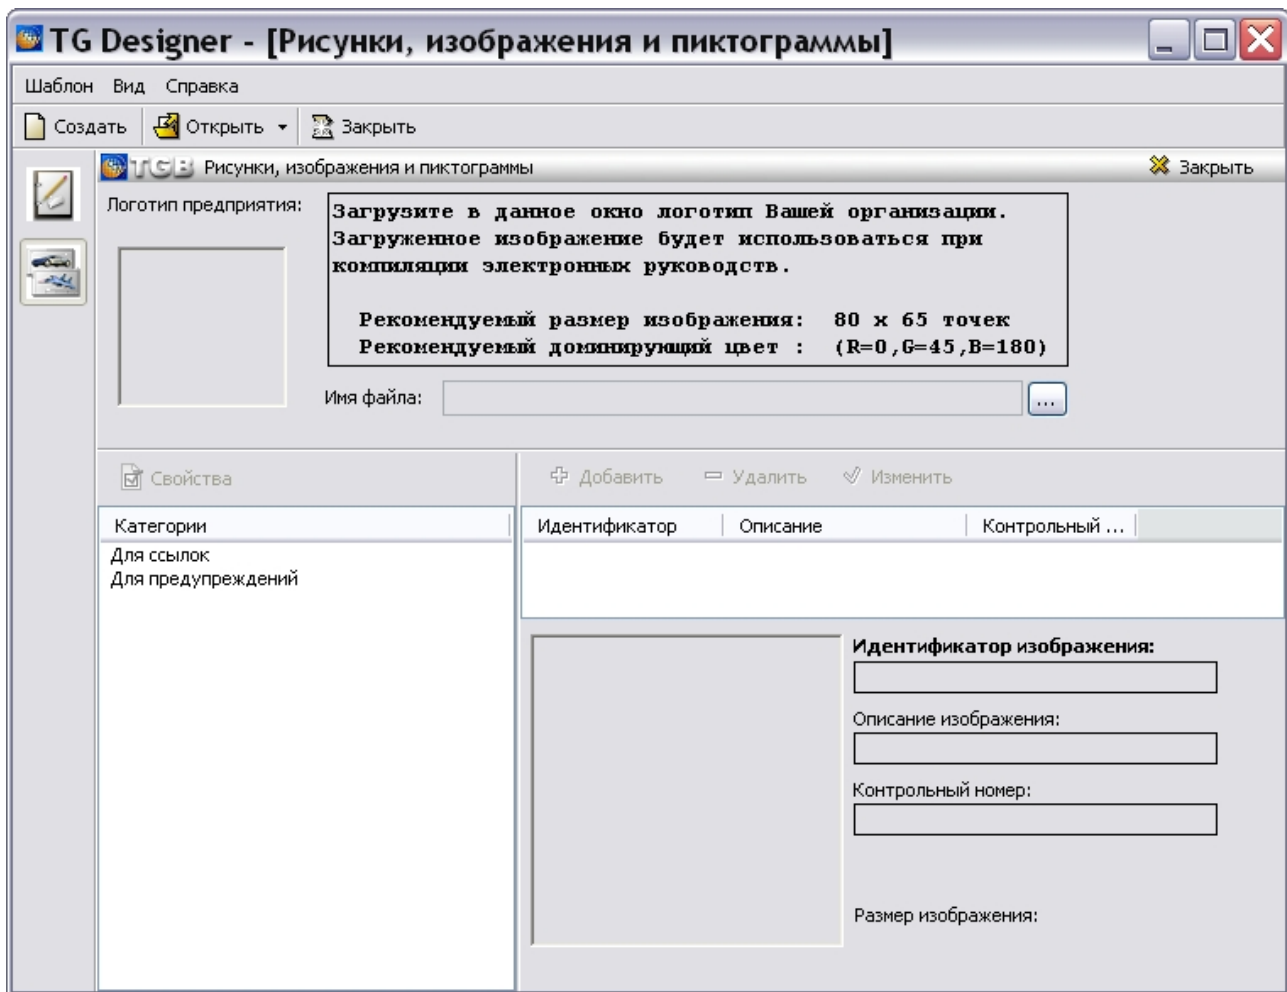 TG Designer - [Рисунки, изображения и пиктограммы]
Шаблон Вид Справка
Создать Открыть Закрыть
TGB Рисунки, изображения и пиктограммы Закрыть
Логотип предприятия:
Загрузите в данное окно логотип Вашей организации.
Загруженное изображение будет использоваться при
компиляции электронных руководств.
Рекомендуемый размер изображения: 80 x 65 точек
Рекомендуемый доминирующий цвет : (R=0,G=45,B=180)
Имя файла: ...
Свойства
Добавить Удалить Изменить
Категории
Идентификатор Описание Контрольный ...
Для ссылок
Для предупреждений
Идентификатор изображения:
Описание изображения:
Контрольный номер:
Размер изображения: